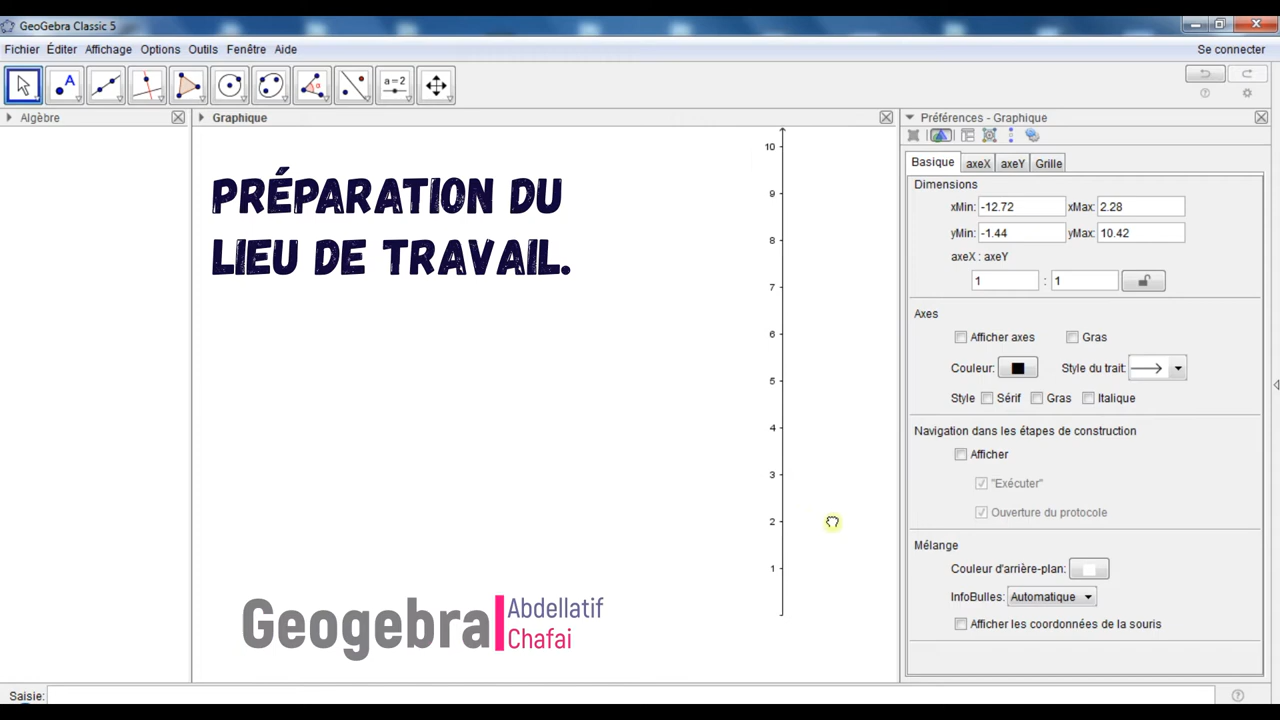 GeoGebra Classic 5
Fichier Éditer Affichage Options Outils Fenêtre Aide
Se connecter
A
α
a=2
Algèbre
Graphique
Préférences - Graphique
Basique axeX axeY Grille
Dimensions
xMin: -12.72 xMax: 2.28
yMin: -1.44 yMax: 10.42
axeX : axeY
1 : 1
Axes
Afficher axes Gras
Couleur: Style du trait:
Style Sérif Gras Italique
Navigation dans les étapes de construction
Afficher
"Exécuter"
Ouverture du protocole
Mélange
Couleur d'arrière-plan:
InfoBulles: Automatique
Afficher les coordonnées de la souris
10
9
8
7
6
5
4
3
2
1
PRÉPARATION DU
LIEU DE TRAVAIL.
Geogebra
Abdellatif
Chafai
Saisie: